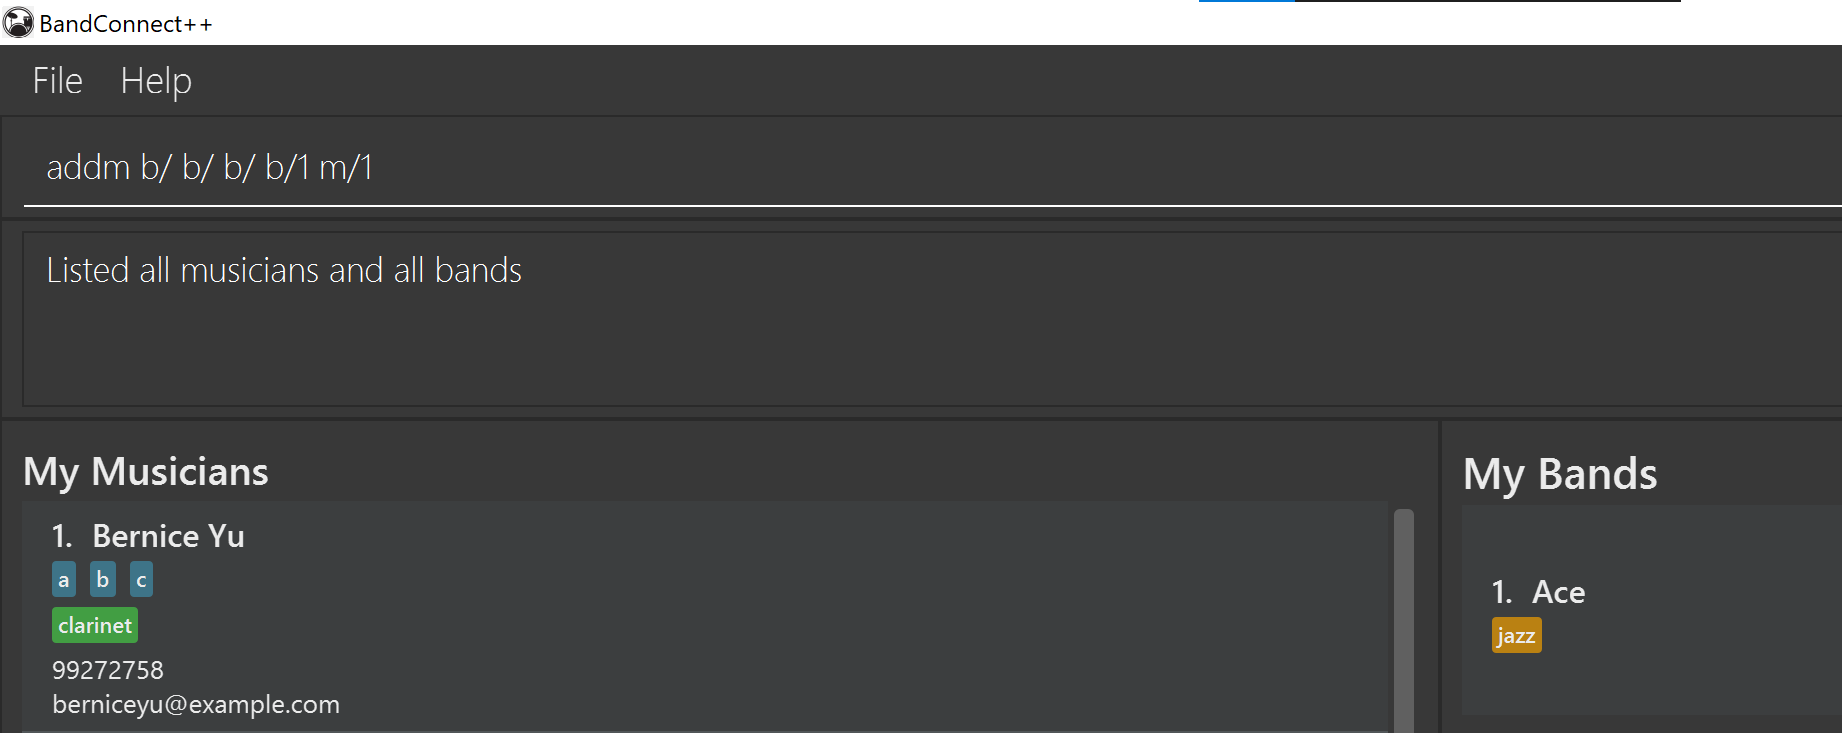 BandConnect++
File Help
addm b/ b/ b/ b/1 m/1
Listed all musicians and all bands
My Musicians
1. Bernice Yu
a b c
clarinet
99272758
berniceyu@example.com
My Bands
1. Ace
jazz